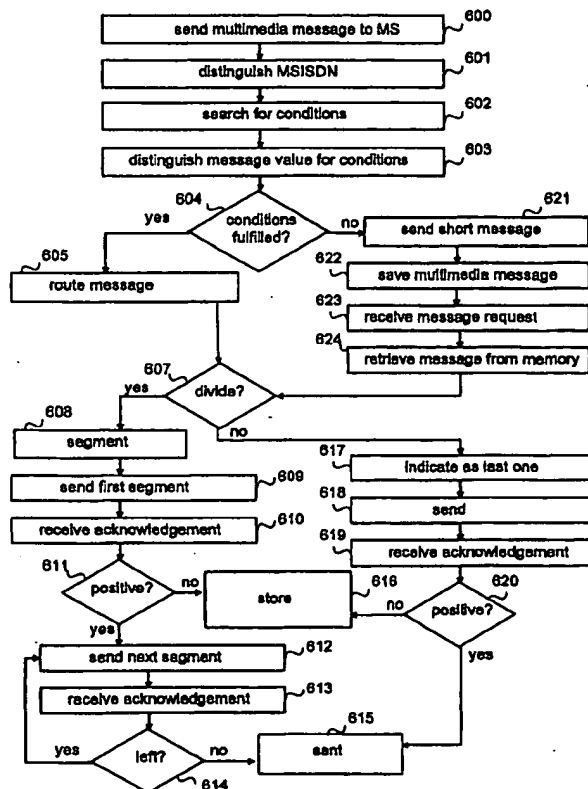 600
send multimedia message to MS
601
distinguish MSISDN
602
search for conditions
603
distinguish message value for conditions
604
conditions fulfilled?
yes
no
605
route message
621
send short message
622
save multimedia message
623
receive message request
624
retrieve message from memory
607
divide?
yes
no
608
segment
609
send first segment
610
receive acknowledgement
611
positive?
no
yes
616
store
617
indicate as last one
618
send
619
receive acknowledgement
620
positive?
no
yes
612
send next segment
613
receive acknowledgement
614
left?
yes
no
615
sent